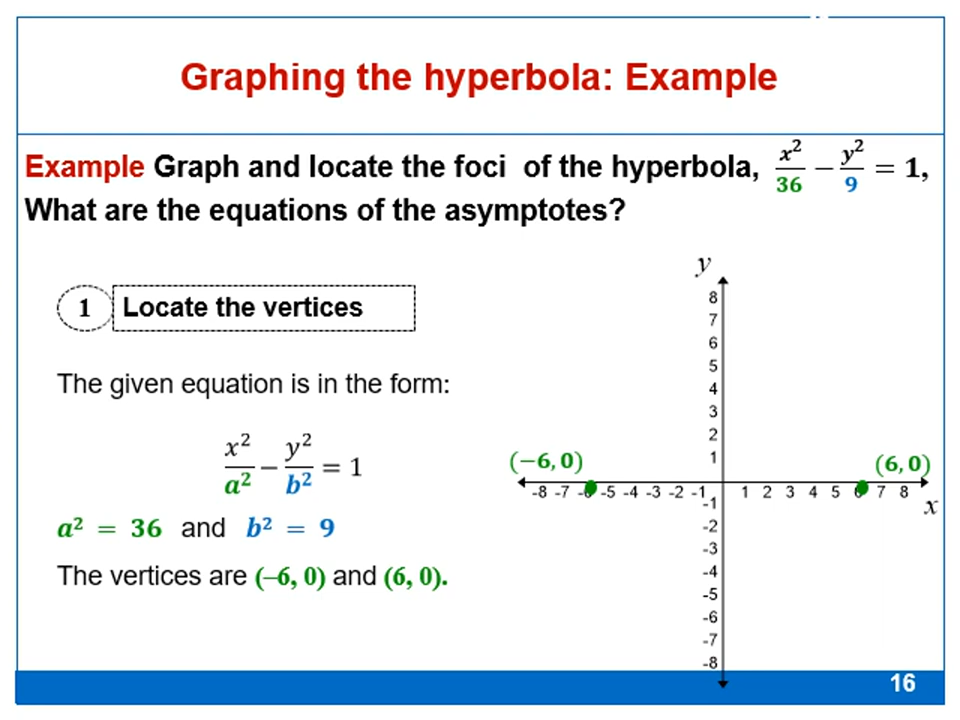 Graphing the hyperbola: Example
Example Graph and locate the foci of the hyperbola, x²/36 − y²/9 = 1,
What are the equations of the asymptotes?
1 Locate the vertices
The given equation is in the form:
x²/a² − y²/b² = 1
a² = 36 and b² = 9
The vertices are (–6, 0) and (6, 0).
y
8
7
6
5
4
3
2
1
(−6, 0) (6, 0)
-8 -7 -6 -5 -4 -3 -2 -1 1 2 3 4 5 6 7 8
x
-1
-2
-3
-4
-5
-6
-7
-8
16